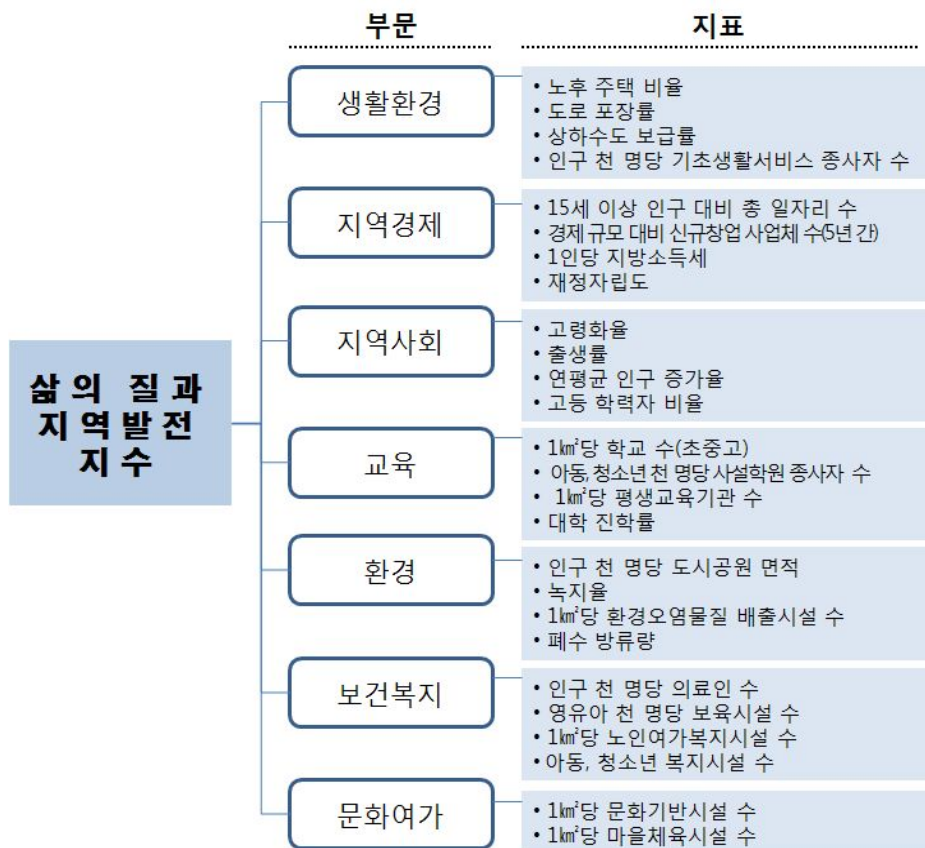 부문
지표
삶의 질과
지역발전
지수
생활환경
• 노후 주택 비율
• 도로 포장률
• 상하수도 보급률
• 인구 천 명당 기초생활서비스 종사자 수
지역경제
• 15세 이상 인구 대비 총 일자리 수
• 경제 규모 대비 신규창업 사업체 수(5년 간)
• 1인당 지방소득세
• 재정자립도
지역사회
• 고령화율
• 출생률
• 연평균 인구 증가율
• 고등 학력자 비율
교육
• 1㎢당 학교 수(초중고)
• 아동, 청소년 천 명당 사설학원 종사자 수
• 1㎢당 평생교육기관 수
• 대학 진학률
환경
• 인구 천 명당 도시공원 면적
• 녹지율
• 1㎢당 환경오염물질 배출시설 수
• 폐수 방류량
보건복지
• 인구 천 명당 의료인 수
• 영유아 천 명당 보육시설 수
• 1㎢당 노인여가복지시설 수
• 아동, 청소년 복지시설 수
문화여가
• 1㎢당 문화기반시설 수
• 1㎢당 마을체육시설 수